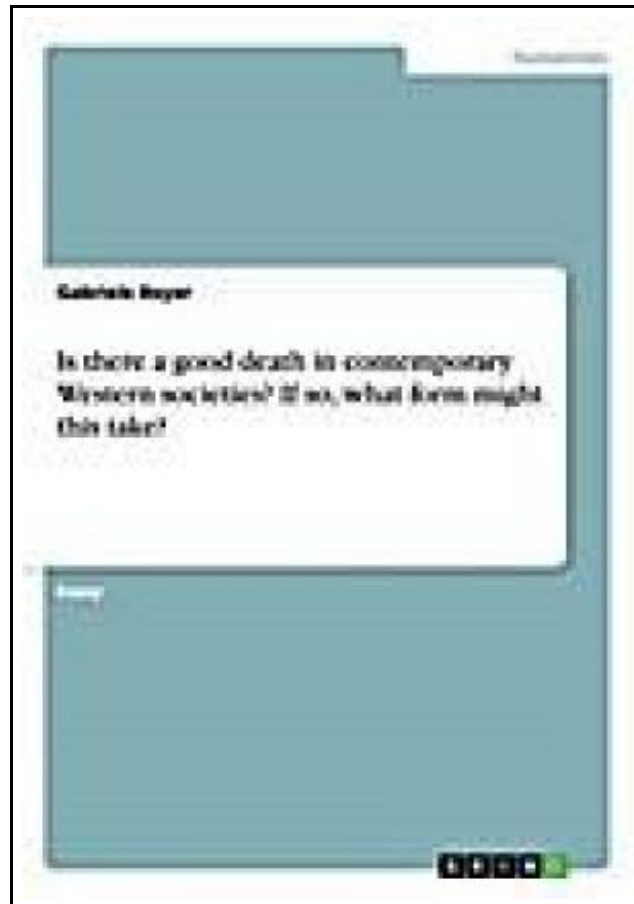 Gabriele Beyer
Is there a good death in contemporary
Western societies? If so, what form might
this take?
Essay